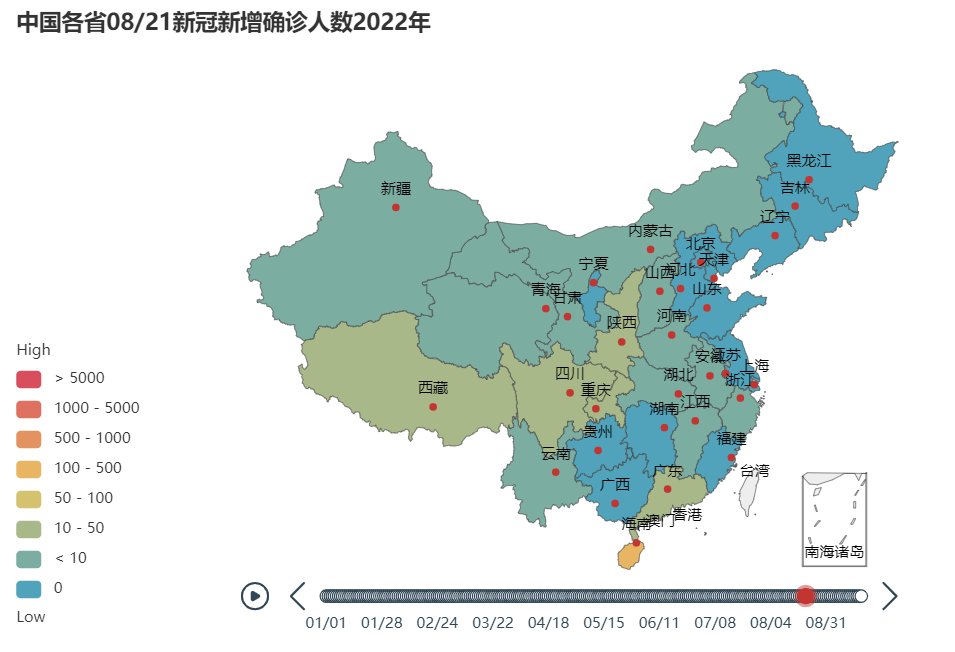 中国各省08/21新冠新增确诊人数2022年
黑龙江
吉林
新疆
辽宁
内蒙古
北京
天津
宁夏
山西
河北
青海
甘肃
山东
陕西
河南
安徽
江苏
上海
四川
湖北
浙江
西藏
重庆
湖南
江西
贵州
福建
云南
广东
台湾
广西
海南
澳门
香港
南海诸岛
High
> 5000
1000 - 5000
500 - 1000
100 - 500
50 - 100
10 - 50
< 10
0
Low
01/01 01/28 02/24 03/22 04/18 05/15 06/11 07/08 08/04 08/31